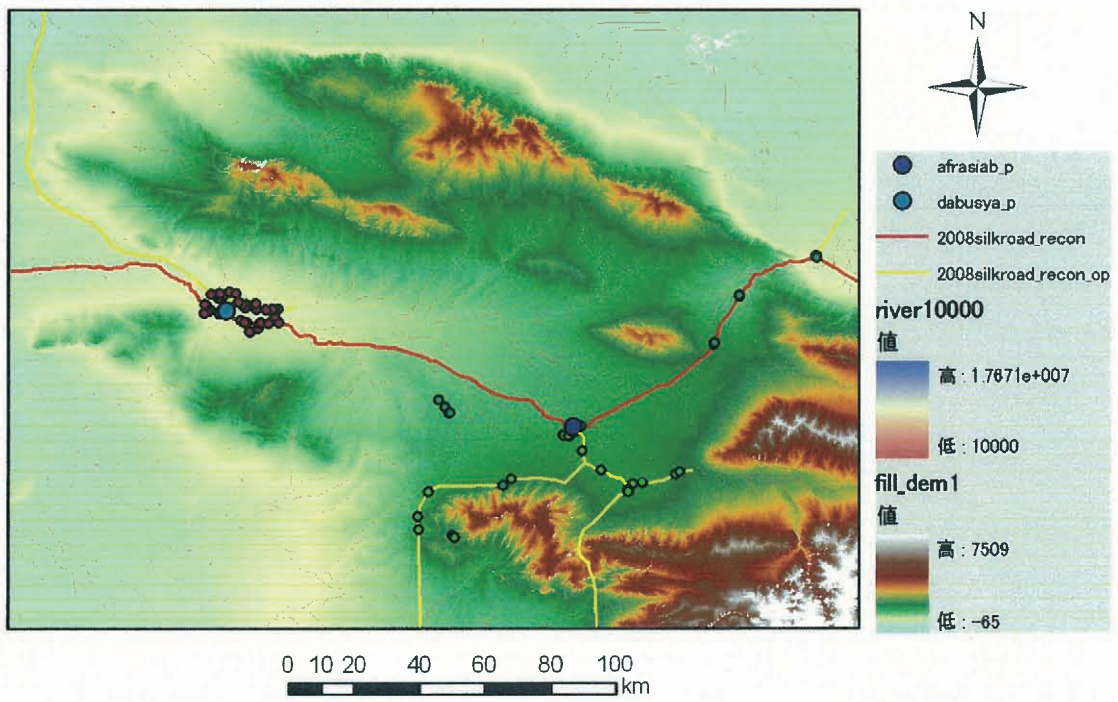 N
afrasiab_p
dabusya_p
2008silkroad_recon
2008silkroad_recon_op
river10000
値
高 : 1.7671e+007
低 : 10000
fill_dem1
値
高 : 7509
低 : -65
0 10 20 40 60 80 100
km